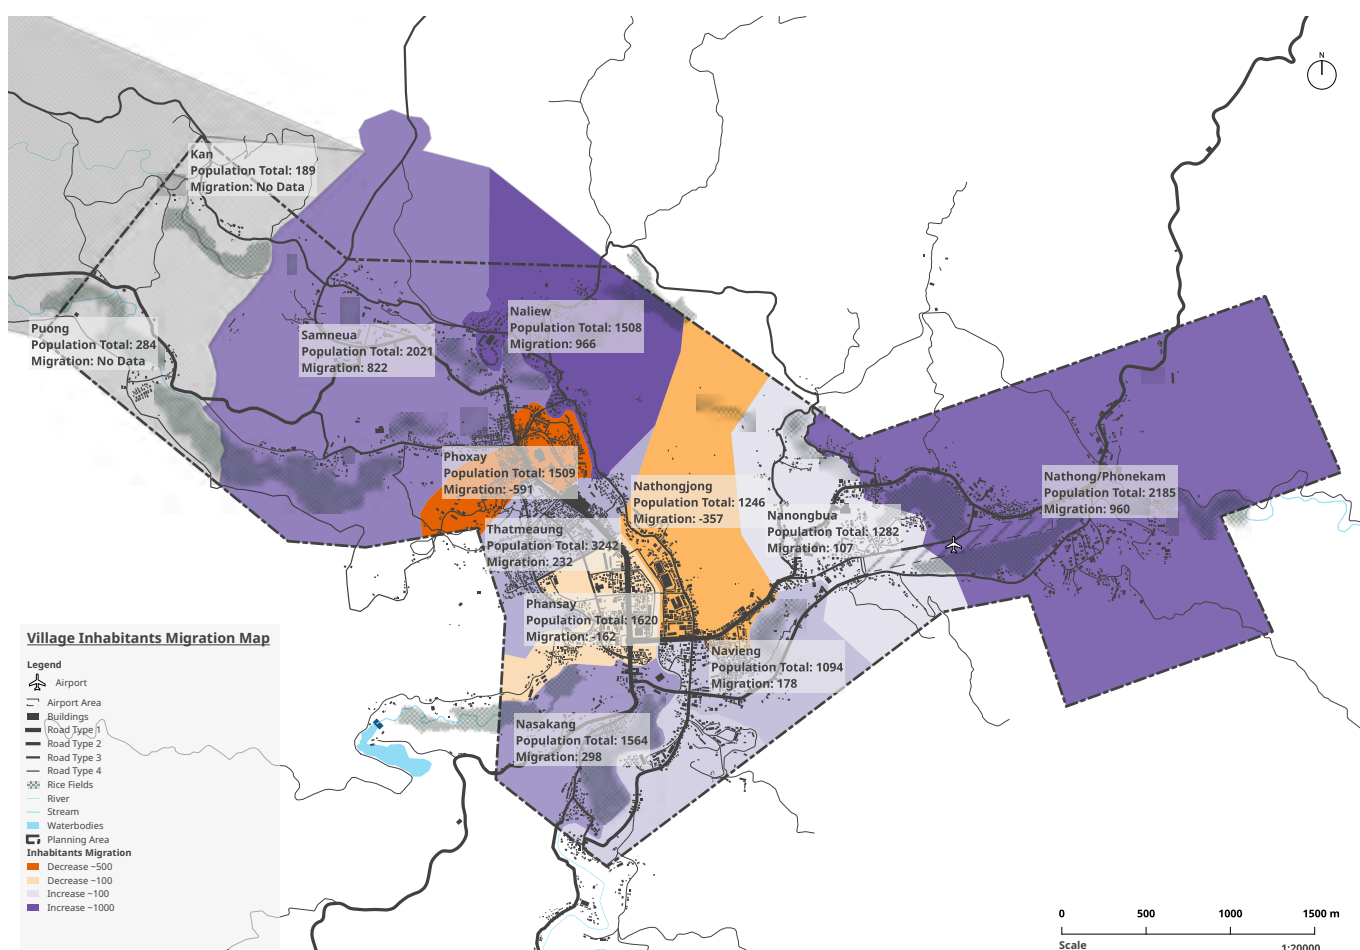 N
Kan
Population Total: 189
Migration: No Data
Puong
Population Total: 284
Migration: No Data
Samneua
Population Total: 2021
Migration: 822
Naliew
Population Total: 1508
Migration: 966
Phoxay
Population Total: 1509
Migration: -591
Nathongjong
Population Total: 1246
Migration: -357
Nathong/Phonekam
Population Total: 2185
Migration: 960
Nanongbua
Population Total: 1282
Migration: 107
Thatmeaung
Population Total: 3242
Migration: 232
Phansay
Population Total: 1620
Migration: -162
Navieng
Population Total: 1094
Migration: 178
Nasakang
Population Total: 1564
Migration: 298
Village Inhabitants Migration Map
Legend
Airport
Airport Area
Buildings
Road Type 1
Road Type 2
Road Type 3
Road Type 4
Rice Fields
River
Stream
Waterbodies
Planning Area
Inhabitants Migration
Decrease ~500
Decrease ~100
Increase ~100
Increase ~1000
0 500 1000 1500 m
Scale 1:20000